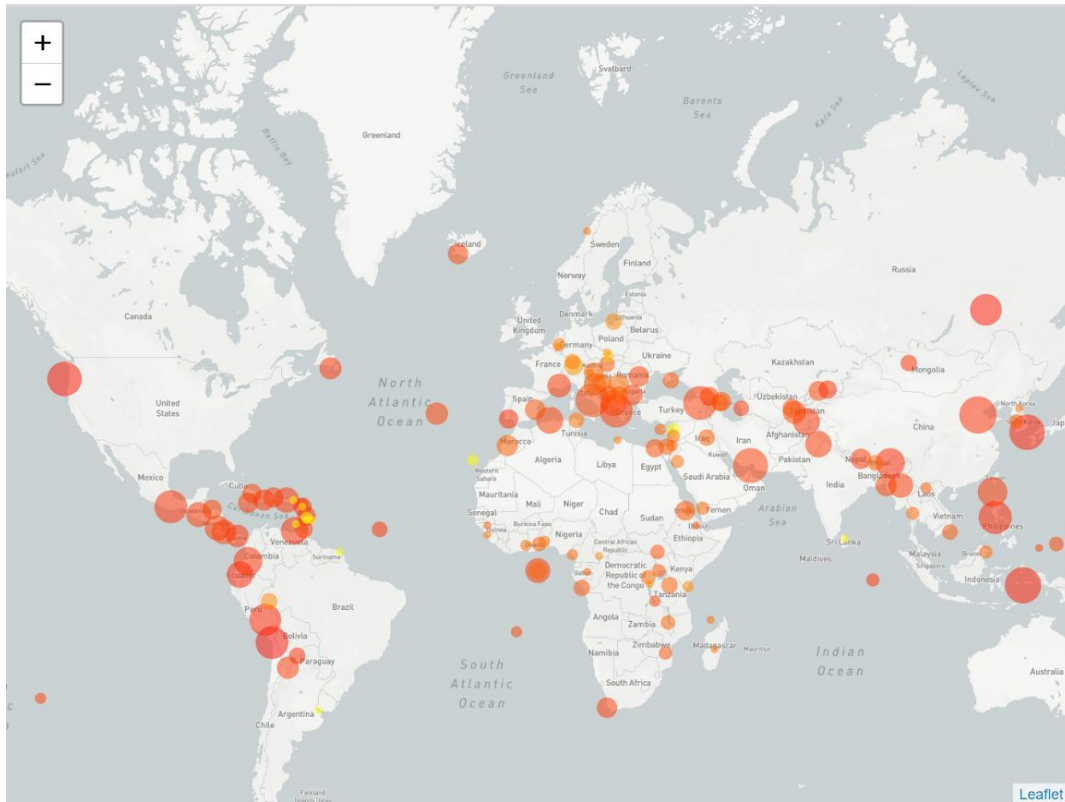 +
−
Greenland
Sea
Svalbard
Barents
Sea
Kara Sea
Laptev Sea
Baffin Bay
Greenland
Iceland
Sweden
Finland
Norway
Estonia
Russia
Canada
United
Kingdom
Denmark
Lithuania
Belarus
Poland
Germany
Ukraine
France
Romania
Kazakhstan
Mongolia
North
Atlantic
Ocean
United
States
Spain
Greece
Turkey
Uzbekistan
North Korea
China
Tunisia
Morocco
Algeria
Libya
Egypt
Iraq
Iran
Kuwait
Afghanistan
Pakistan
Nepal
Western
Sahara
Saudi Arabia
Oman
India
Bangladesh
Mexico
Cuba
Caribbean Sea
Mauritania
Mali
Niger
Chad
Sudan
Yemen
Arabian
Sea
Laos
Vietnam
Philippines
Senegal
Guinea
Burkina Faso
Nigeria
Ethiopia
Central African
Republic
Sri Lanka
Maldives
Malaysia
Singapore
Brunei
Indonesia
Venezuela
Suriname
Colombia
Ecuador
Democratic
Republic of
the Congo
Kenya
Tanzania
Peru
Brazil
Bolivia
Paraguay
Angola
Zambia
Zimbabwe
Namibia
Madagascar
Mauritius
South Africa
South
Atlantic
Ocean
Indian
Ocean
Australia
Argentina
Chile
Falkland
Leaflet